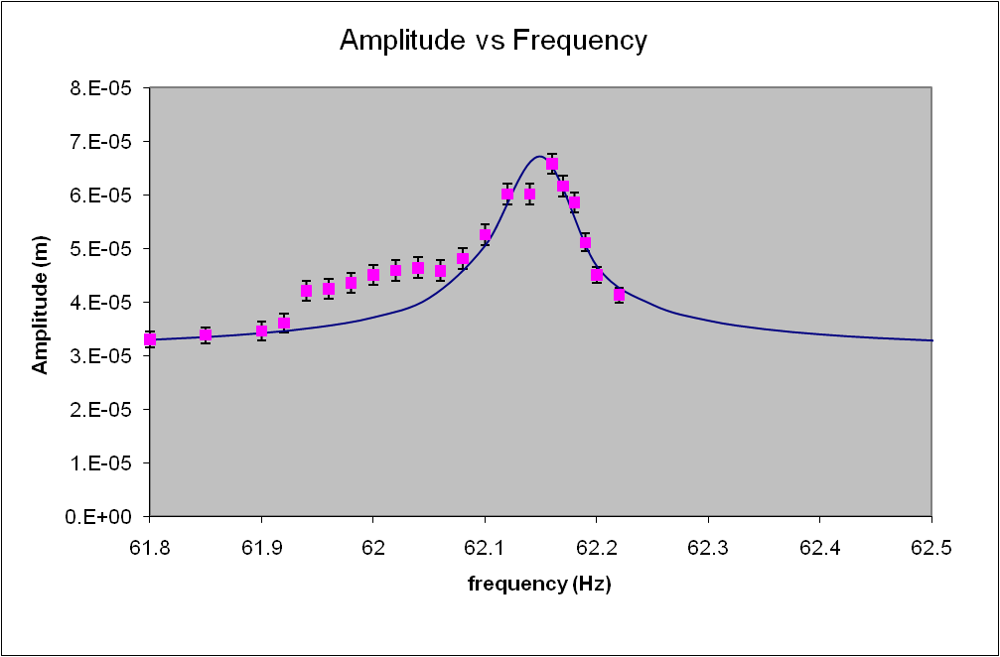 Amplitude vs Frequency
8.E-05
7.E-05
6.E-05
5.E-05
4.E-05
3.E-05
2.E-05
1.E-05
0.E+00
Amplitude (m)
61.8 61.9 62 62.1 62.2 62.3 62.4 62.5
frequency (Hz)